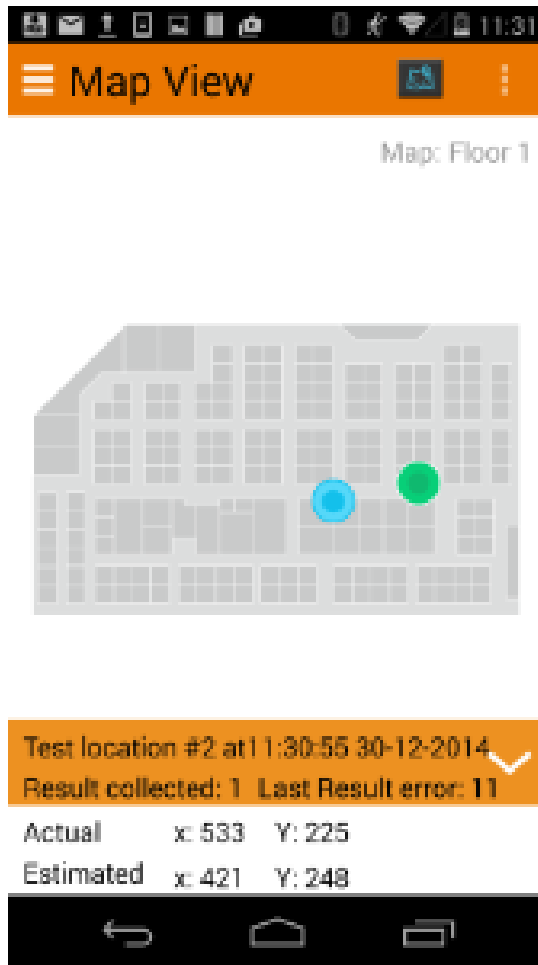 11:31
Map View
Map: Floor 1
Test location #2 at11:30:55 30-12-2014
Result collected: 1 Last Result error: 11
Actual x: 533 Y: 225
Estimated x: 421 Y: 248